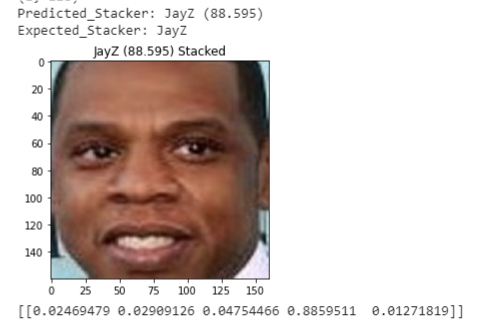 Predicted_Stacker: JayZ (88.595)
Expected_Stacker: JayZ
JayZ (88.595) Stacked
0
20
40
60
80
100
120
140
0 25 50 75 100 125 150
[[0.02469479 0.02909126 0.04754466 0.8859511 0.01271819]]